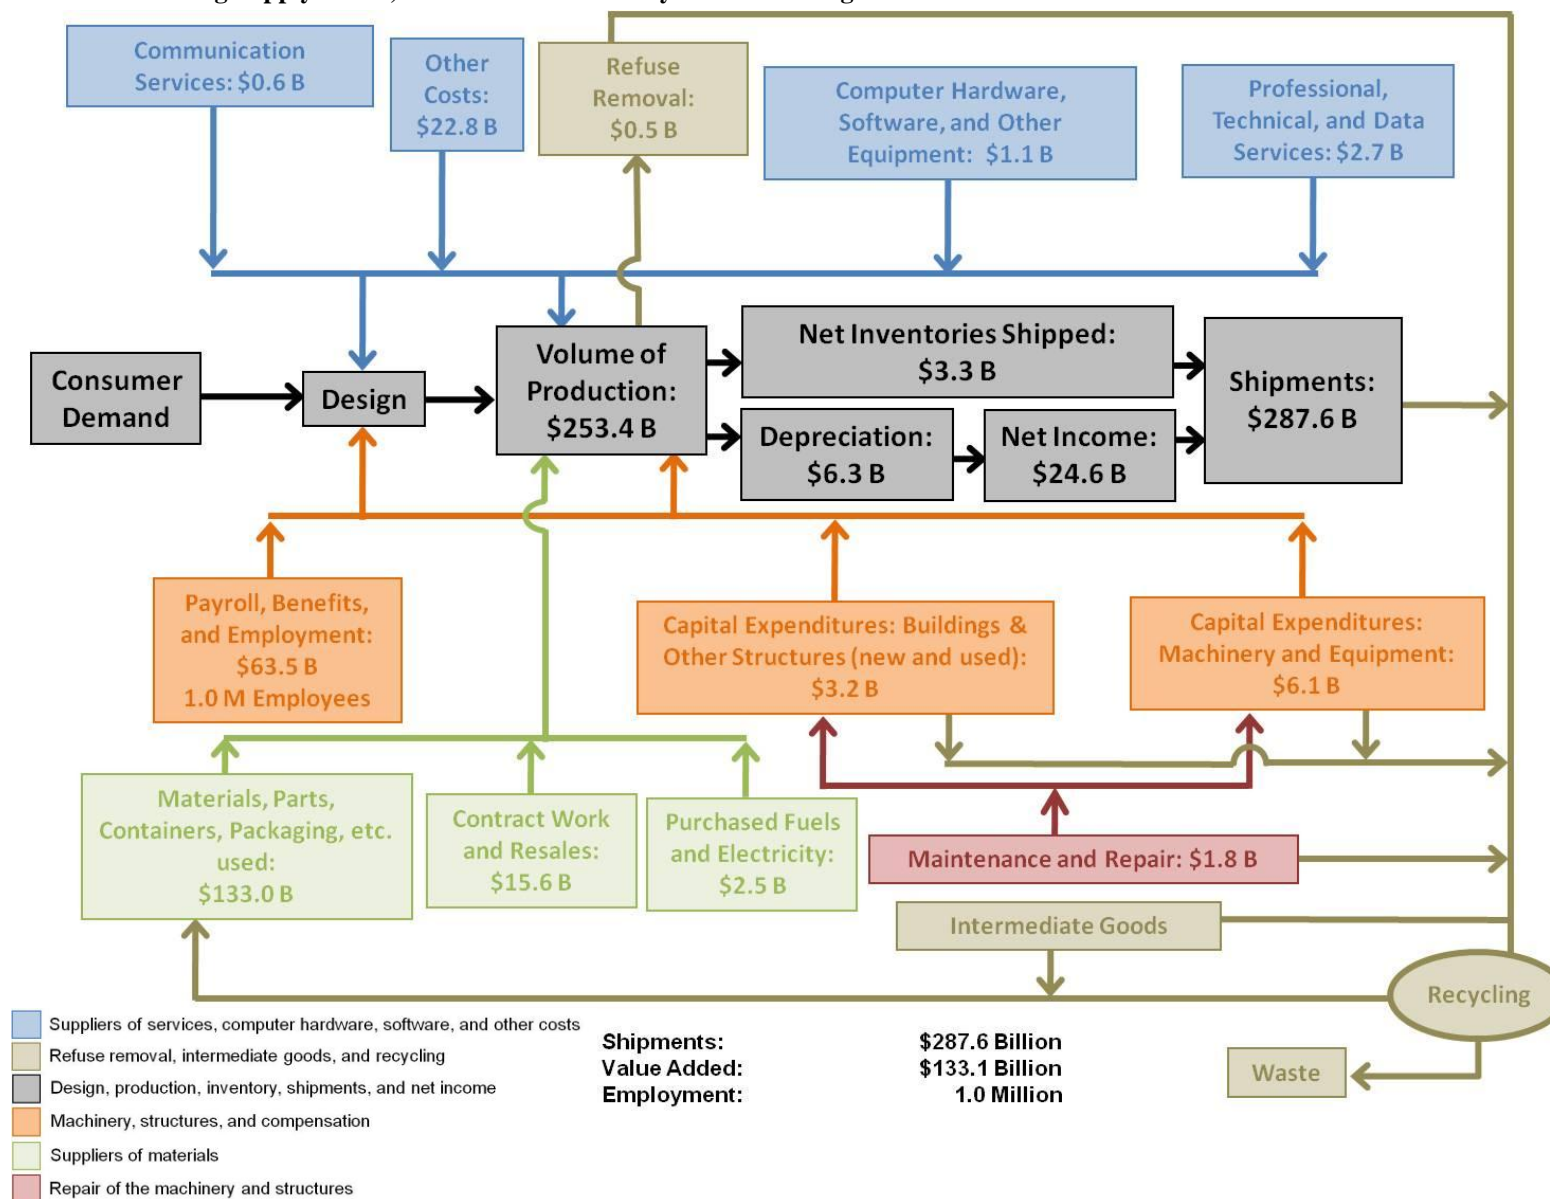 Communication
Services: $0.6 B
Other
Costs:
$22.8 B
Refuse
Removal:
$0.5 B
Computer Hardware,
Software, and Other
Equipment: $1.1 B
Professional,
Technical, and Data
Services: $2.7 B
Consumer
Demand
Design
Volume of
Production:
$253.4 B
Net Inventories Shipped:
$3.3 B
Depreciation:
$6.3 B
Net Income:
$24.6 B
Shipments:
$287.6 B
Payroll, Benefits,
and Employment:
$63.5 B
1.0 M Employees
Capital Expenditures: Buildings &
Other Structures (new and used):
$3.2 B
Capital Expenditures:
Machinery and Equipment:
$6.1 B
Materials, Parts,
Containers, Packaging, etc.
used:
$133.0 B
Contract Work
and Resales:
$15.6 B
Purchased Fuels
and Electricity:
$2.5 B
Maintenance and Repair: $1.8 B
Intermediate Goods
Recycling
Waste
Suppliers of services, computer hardware, software, and other costs
Refuse removal, intermediate goods, and recycling
Design, production, inventory, shipments, and net income
Machinery, structures, and compensation
Suppliers of materials
Repair of the machinery and structures
Shipments: $287.6 Billion
Value Added: $133.1 Billion
Employment: 1.0 Million